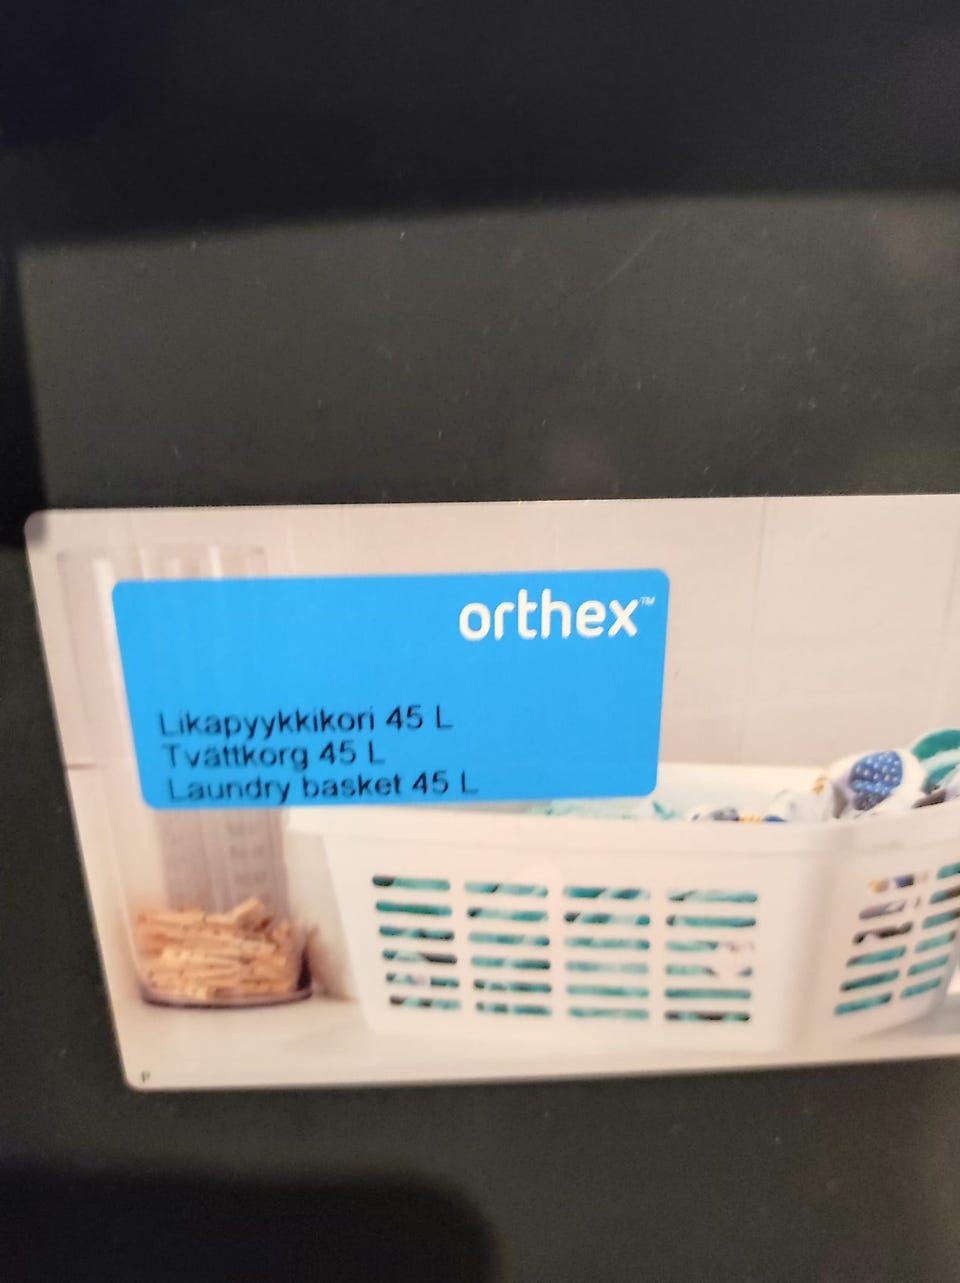 orthex™
Likapyykkikori 45 L
Tvättkorg 45 L
Laundry basket 45 L
P